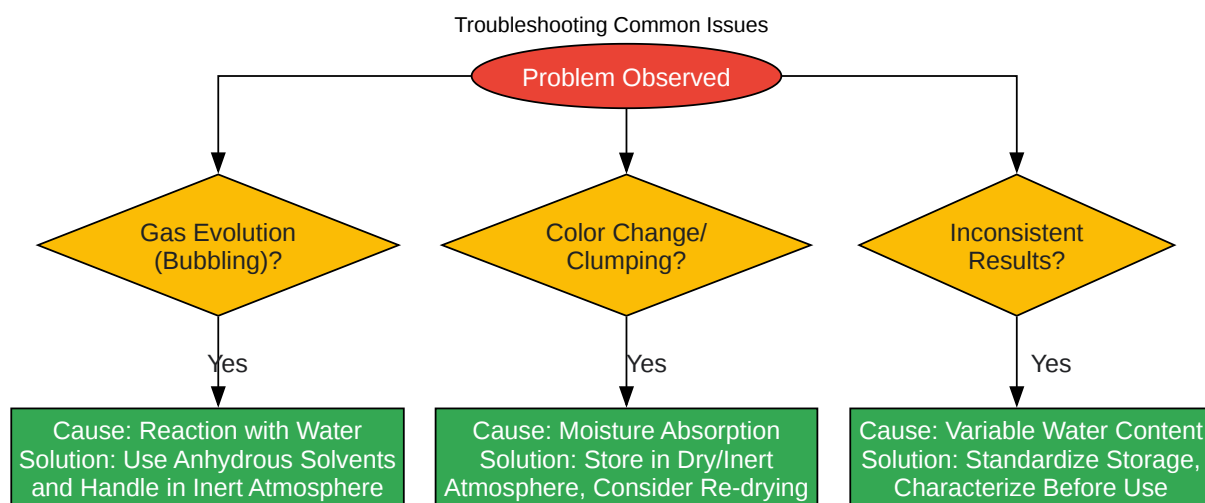 Troubleshooting Common Issues
Problem Observed
Gas Evolution
(Bubbling)?
Color Change/
Clumping?
Inconsistent
Results?
Yes
Yes
Yes
Cause: Reaction with Water
Solution: Use Anhydrous Solvents
and Handle in Inert Atmosphere
Cause: Moisture Absorption
Solution: Store in Dry/Inert
Atmosphere, Consider Re-drying
Cause: Variable Water Content
Solution: Standardize Storage,
Characterize Before Use